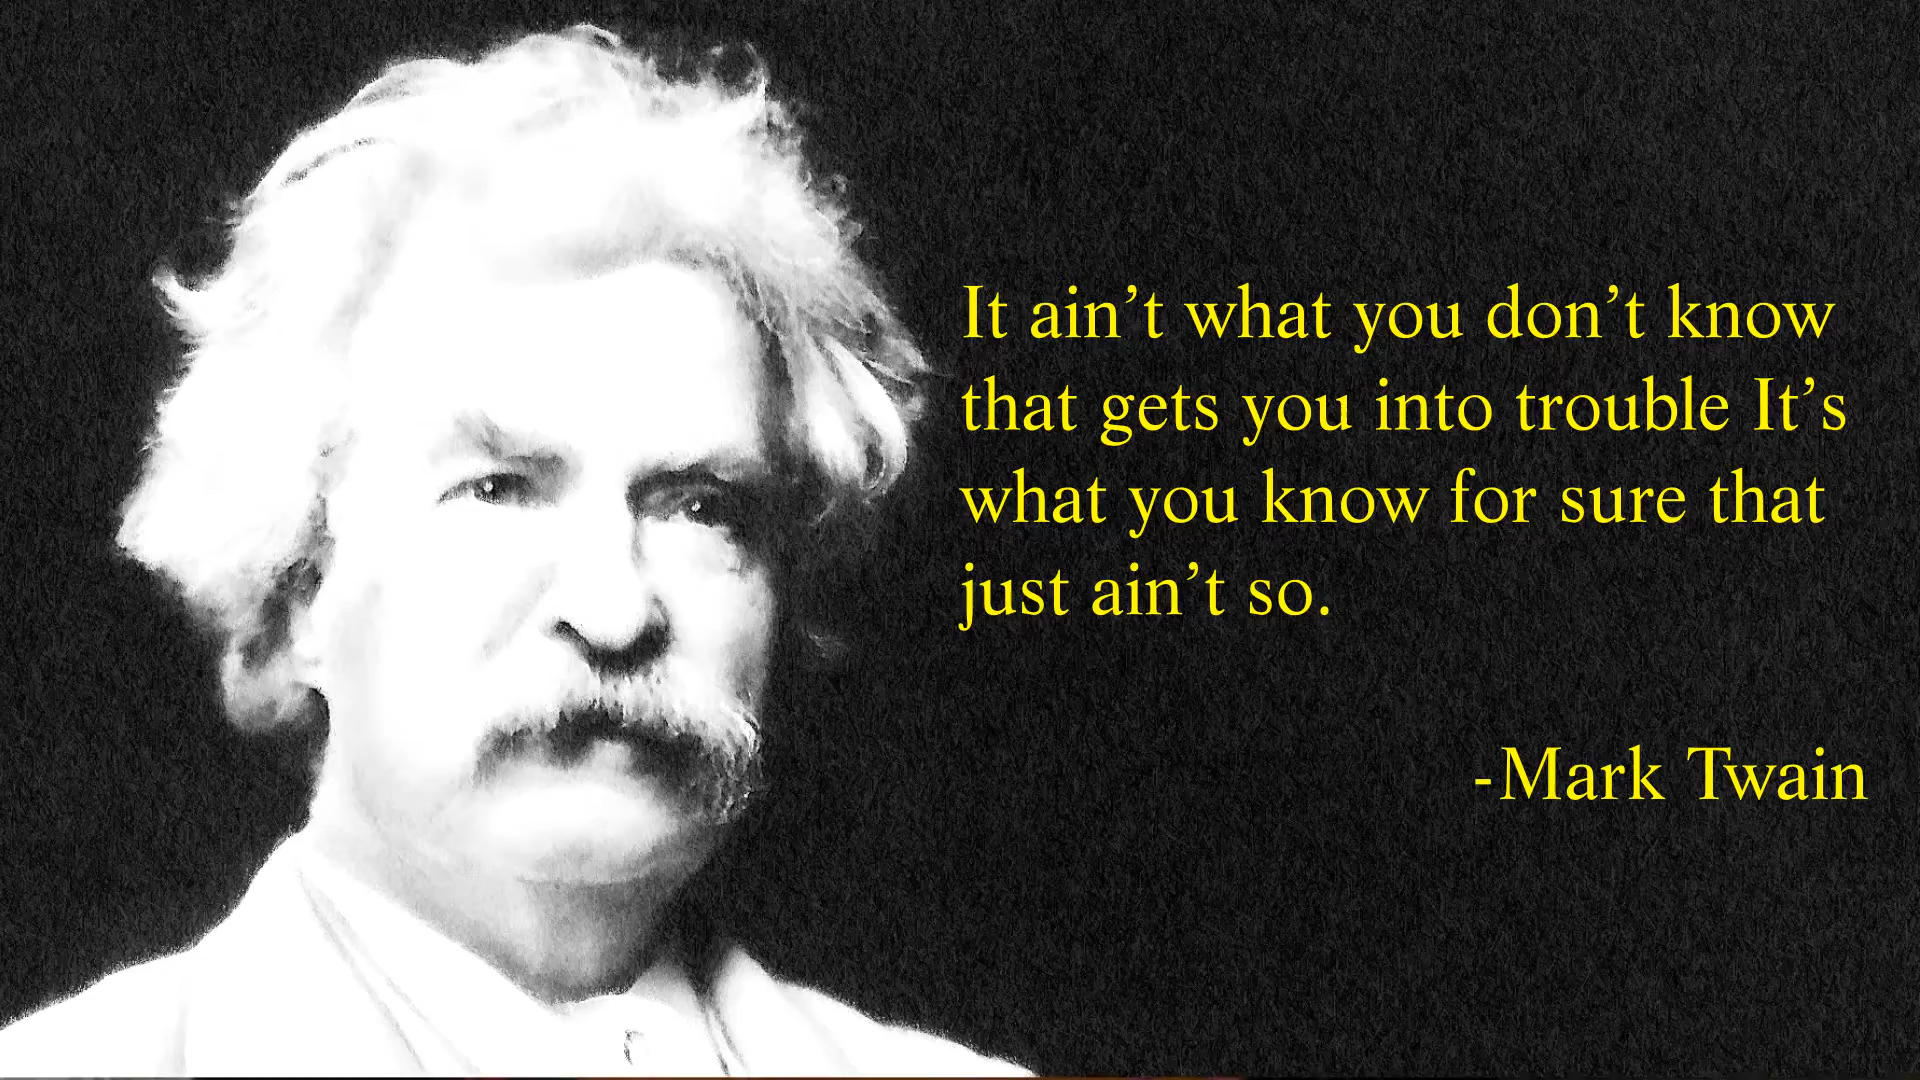 It ain’t what you don’t know
that gets you into trouble It’s
what you know for sure that
just ain’t so.
-Mark Twain